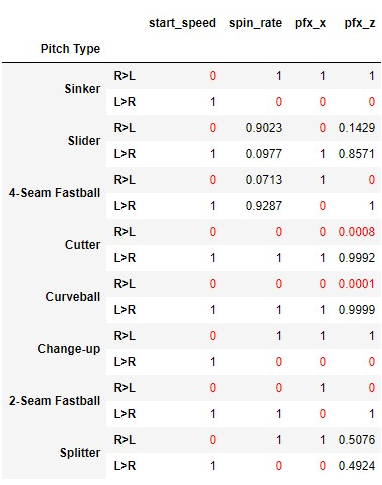 start_speed spin_rate pfx_x pfx_z
Pitch Type
Sinker R>L 0 1 1 1
L>R 1 0 0 0
Slider R>L 0 0.9023 0 0.1429
L>R 1 0.0977 1 0.8571
4-Seam Fastball R>L 0 0.0713 1 0
L>R 1 0.9287 0 1
Cutter R>L 0 0 0 0.0008
L>R 1 1 1 0.9992
Curveball R>L 0 0 0 0.0001
L>R 1 1 1 0.9999
Change-up R>L 0 1 1 1
L>R 1 0 0 0
2-Seam Fastball R>L 0 0 1 0
L>R 1 1 0 1
Splitter R>L 0 1 1 0.5076
L>R 1 0 0 0.4924